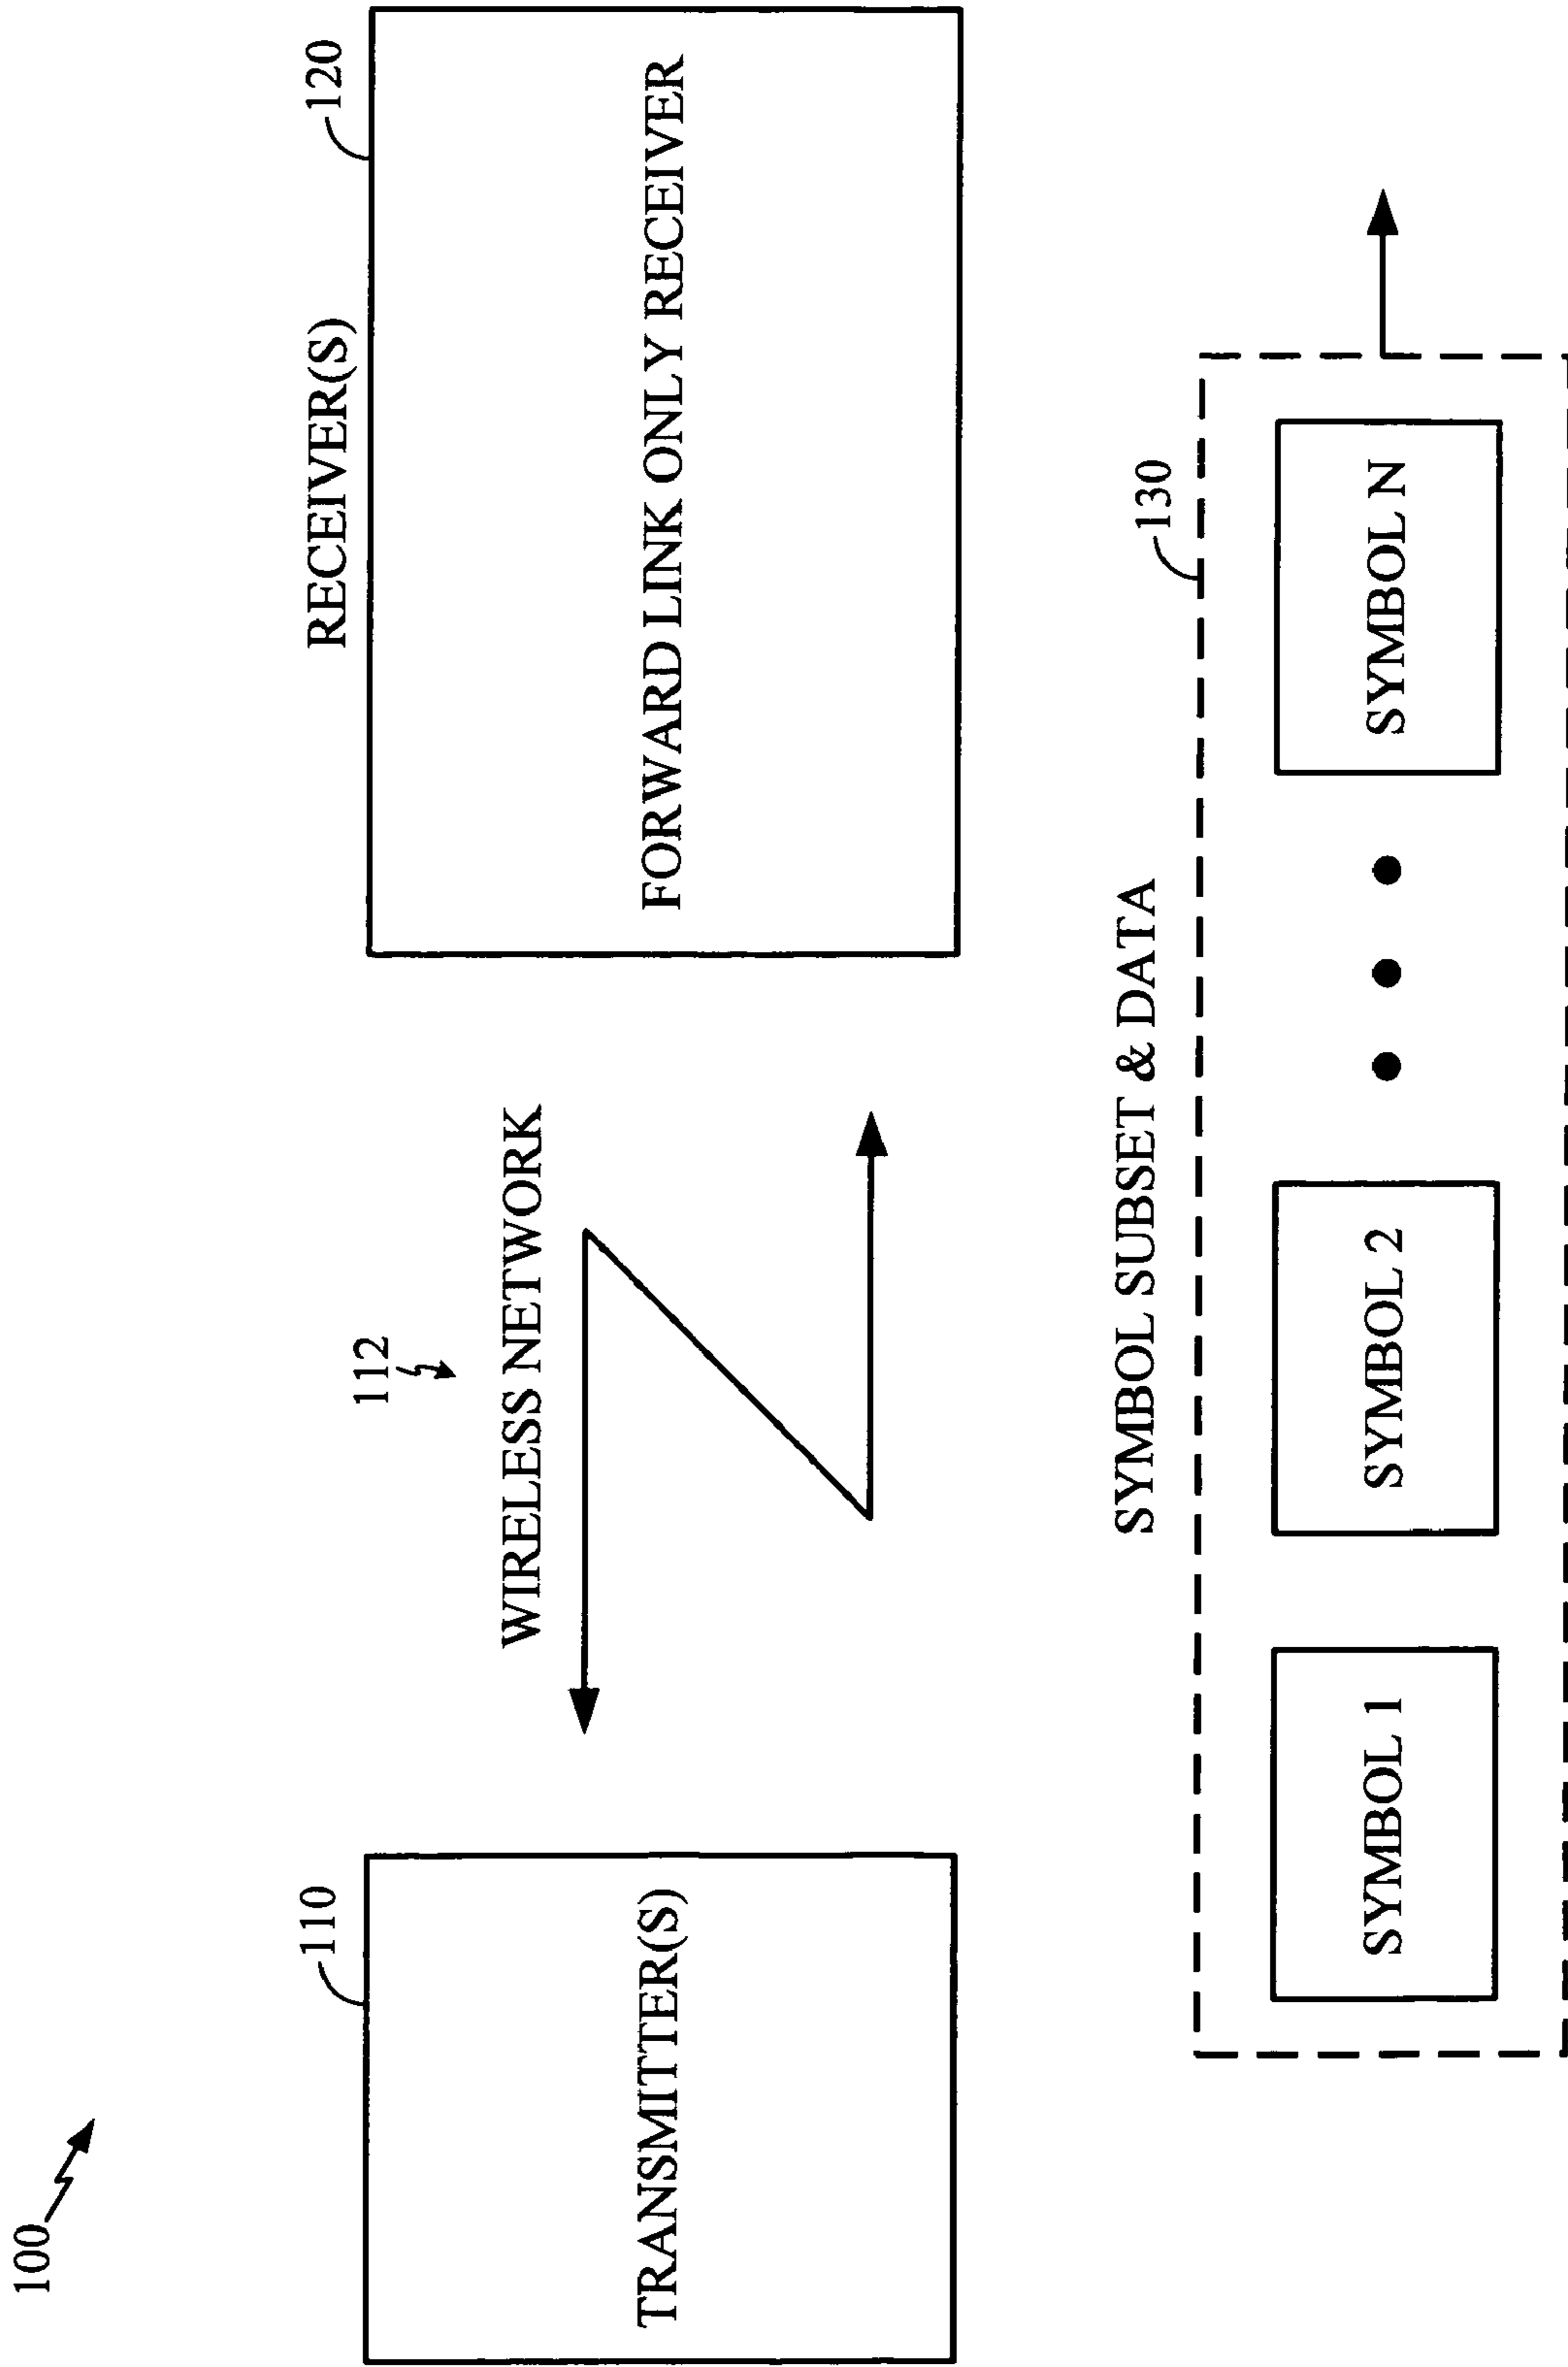 100
110
TRANSMITTER(S)
112
WIRELESS NETWORK
RECEIVER(S)
120
FORWARD LINK ONLY RECEIVER
SYMBOL SUBSET & DATA
130
SYMBOL 1
SYMBOL 2
SYMBOL N